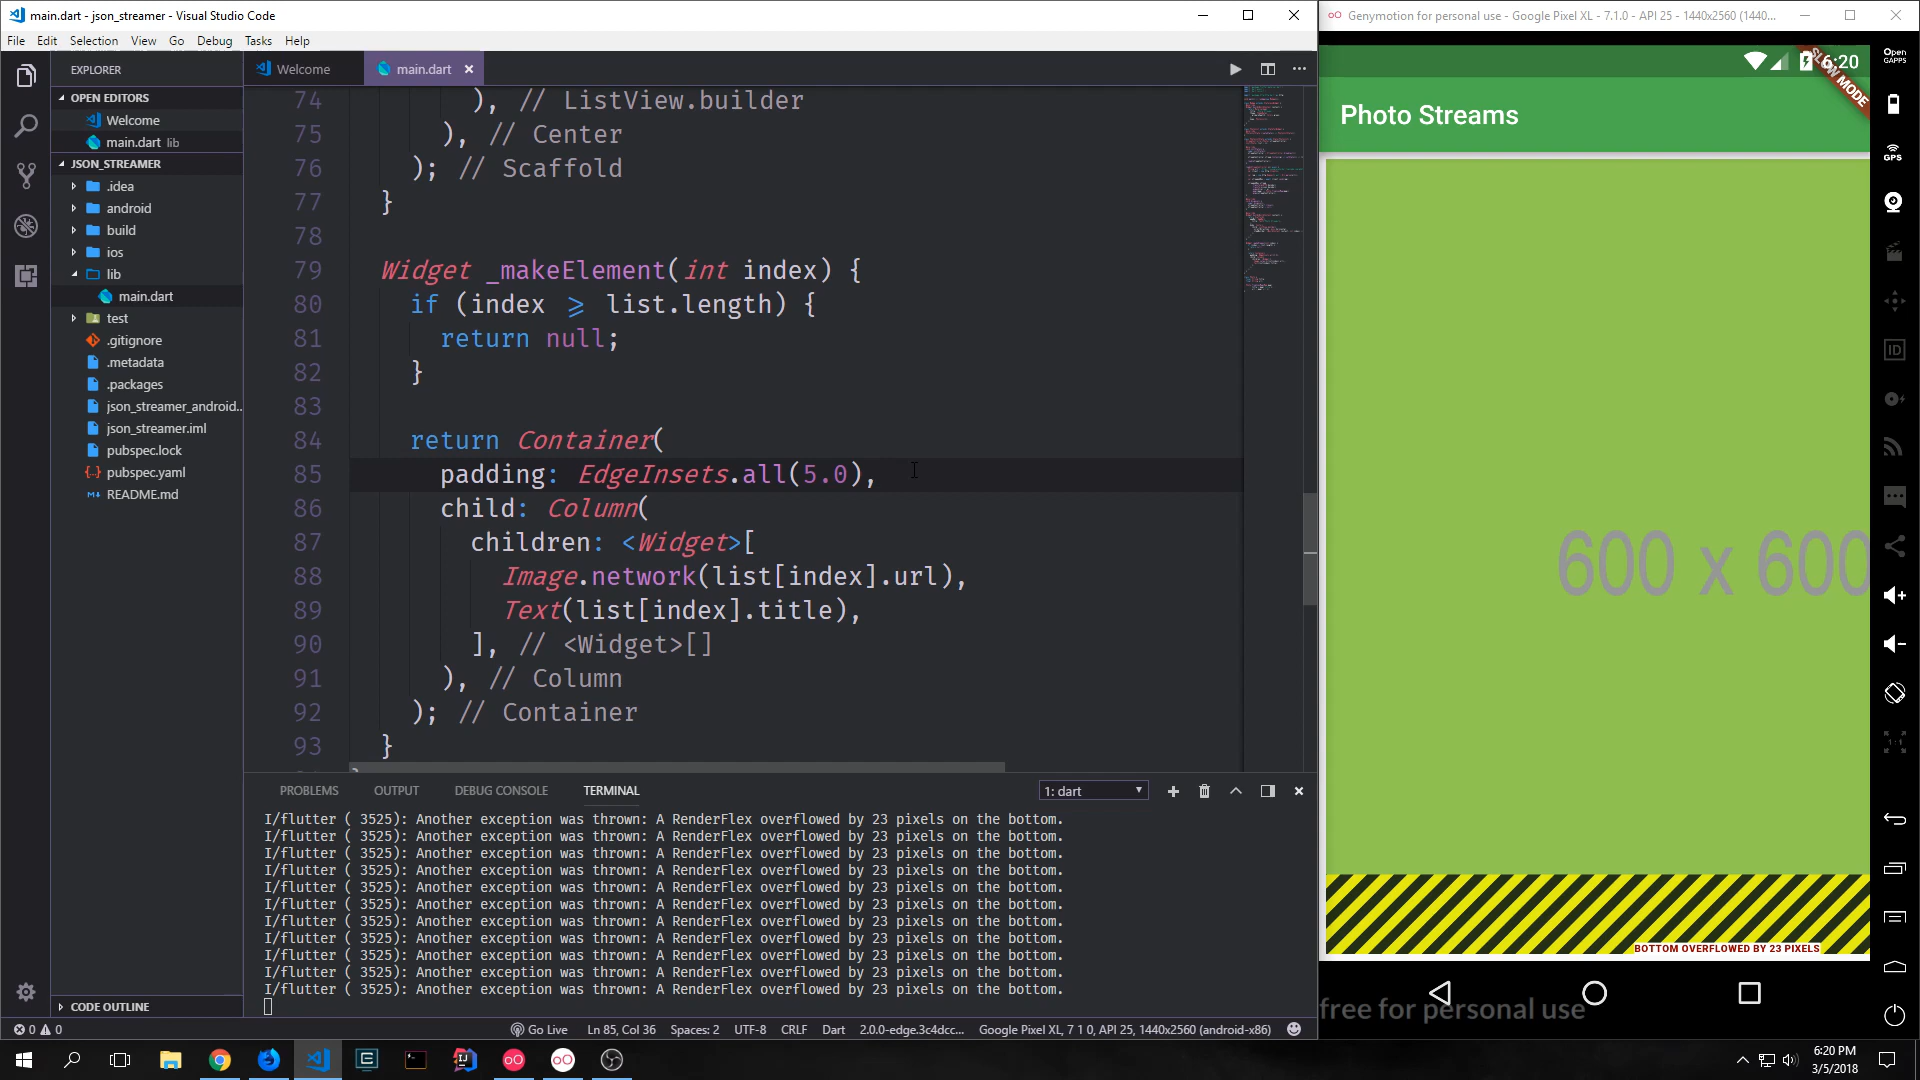 main.dart - json_streamer - Visual Studio Code
File Edit Selection View Go Debug Tasks Help
EXPLORER
OPEN EDITORS
Welcome
main.dart lib
JSON_STREAMER
.idea
android
build
ios
lib
main.dart
test
.gitignore
.metadata
.packages
json_streamer_android..
json_streamer.iml
pubspec.lock
pubspec.yaml
README.md
CODE OUTLINE
Welcome
main.dart
74 ), // ListView.builder
75 ), // Center
76 ); // Scaffold
77 }
78
79 Widget _makeElement(int index) {
80 if (index >= list.length) {
81 return null;
82 }
83
84 return Container(
85 padding: EdgeInsets.all(5.0),
86 child: Column(
87 children: <Widget>[
88 Image.network(list[index].url),
89 Text(list[index].title),
90 ], // <Widget>[]
91 ), // Column
92 ); // Container
93 }
PROBLEMS OUTPUT DEBUG CONSOLE TERMINAL
1: dart
I/flutter ( 3525): Another exception was thrown: A RenderFlex overflowed by 23 pixels on the bottom.
I/flutter ( 3525): Another exception was thrown: A RenderFlex overflowed by 23 pixels on the bottom.
I/flutter ( 3525): Another exception was thrown: A RenderFlex overflowed by 23 pixels on the bottom.
I/flutter ( 3525): Another exception was thrown: A RenderFlex overflowed by 23 pixels on the bottom.
I/flutter ( 3525): Another exception was thrown: A RenderFlex overflowed by 23 pixels on the bottom.
I/flutter ( 3525): Another exception was thrown: A RenderFlex overflowed by 23 pixels on the bottom.
I/flutter ( 3525): Another exception was thrown: A RenderFlex overflowed by 23 pixels on the bottom.
I/flutter ( 3525): Another exception was thrown: A RenderFlex overflowed by 23 pixels on the bottom.
I/flutter ( 3525): Another exception was thrown: A RenderFlex overflowed by 23 pixels on the bottom.
I/flutter ( 3525): Another exception was thrown: A RenderFlex overflowed by 23 pixels on the bottom.
I/flutter ( 3525): Another exception was thrown: A RenderFlex overflowed by 23 pixels on the bottom.
0 0 Go Live Ln 85, Col 36 Spaces: 2 UTF-8 CRLF Dart 2.0.0-edge.3c4dcc... Google Pixel XL, 7 1 0, API 25, 1440x2560 (android-x86)
Genymotion for personal use - Google Pixel XL - 7.1.0 - API 25 - 1440x2560 (1440...
6:20
SLOW MODE
Photo Streams
600 x 600
BOTTOM OVERFLOWED BY 23 PIXELS
free for personal use
Open
GAPPS
GPS
ID
1:1
6:20 PM
3/5/2018